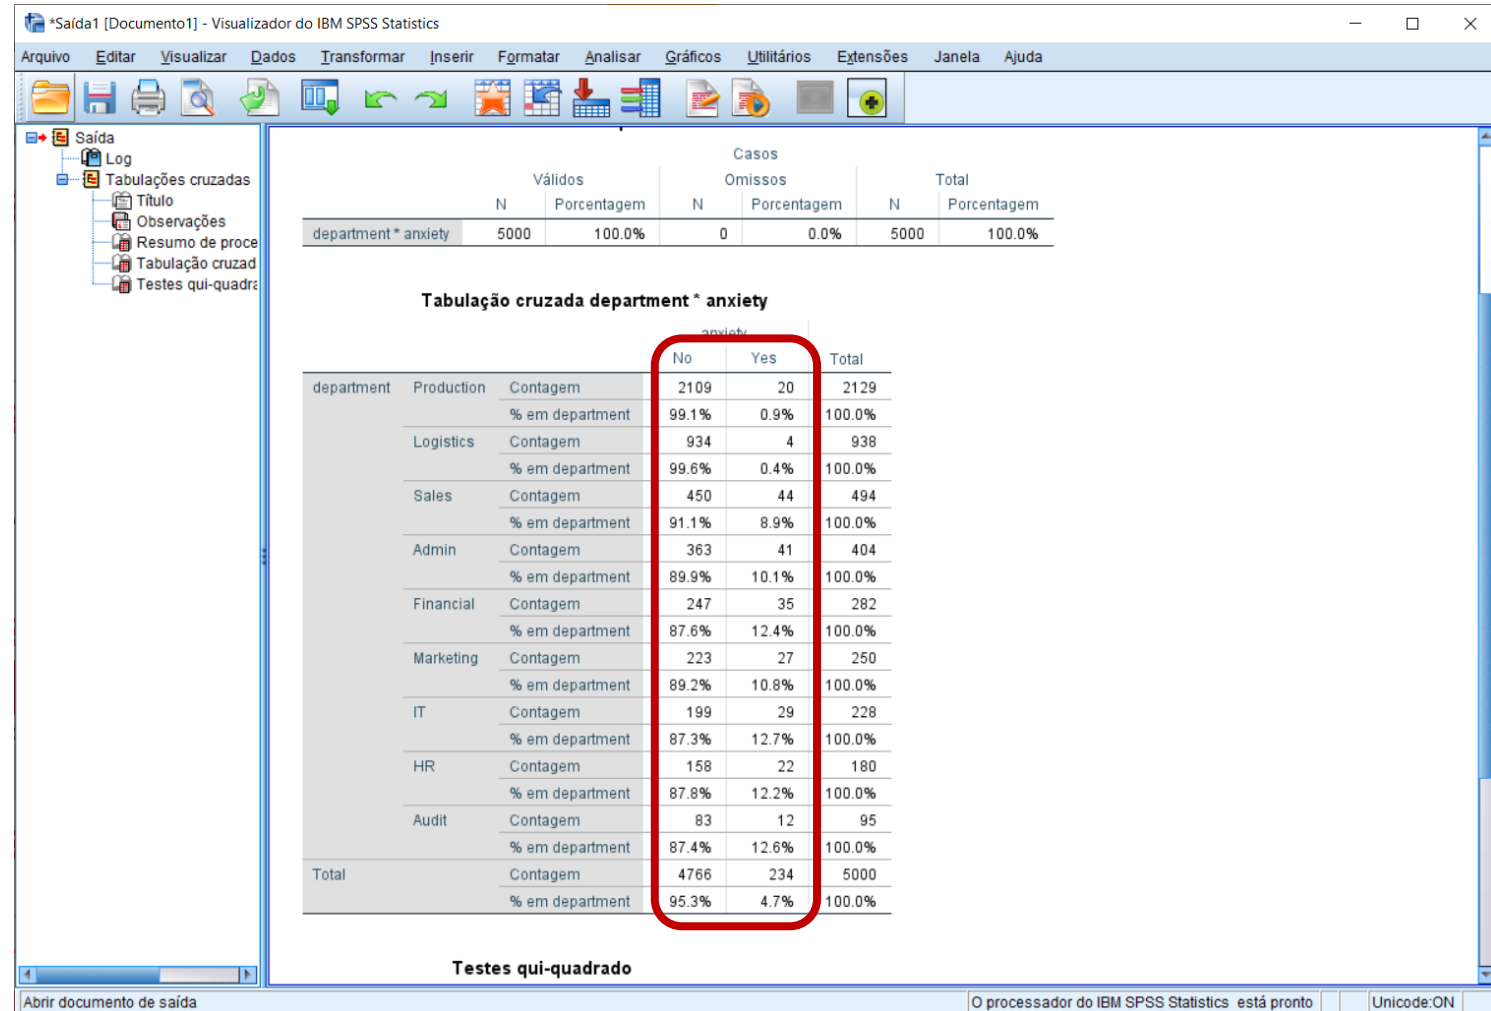 *Saída1 [Documento1] - Visualizador do IBM SPSS Statistics
Arquivo Editar Visualizar Dados Transformar Inserir Formatar Analisar Gráficos Utilitários Extensões Janela Ajuda
Saída
Log
Tabulações cruzadas
Título
Observações
Resumo de proce
Tabulação cruzad
Testes qui-quadra
Casos
Válidos Omissos Total
N Porcentagem N Porcentagem N Porcentagem
department * anxiety 5000 100.0% 0 0.0% 5000 100.0%
Tabulação cruzada department * anxiety
anxiety
No Yes Total
department Production Contagem 2109 20 2129
% em department 99.1% 0.9% 100.0%
Logistics Contagem 934 4 938
% em department 99.6% 0.4% 100.0%
Sales Contagem 450 44 494
% em department 91.1% 8.9% 100.0%
Admin Contagem 363 41 404
% em department 89.9% 10.1% 100.0%
Financial Contagem 247 35 282
% em department 87.6% 12.4% 100.0%
Marketing Contagem 223 27 250
% em department 89.2% 10.8% 100.0%
IT Contagem 199 29 228
% em department 87.3% 12.7% 100.0%
HR Contagem 158 22 180
% em department 87.8% 12.2% 100.0%
Audit Contagem 83 12 95
% em department 87.4% 12.6% 100.0%
Total Contagem 4766 234 5000
% em department 95.3% 4.7% 100.0%
Testes qui-quadrado
Abrir documento de saída O processador do IBM SPSS Statistics está pronto Unicode:ON